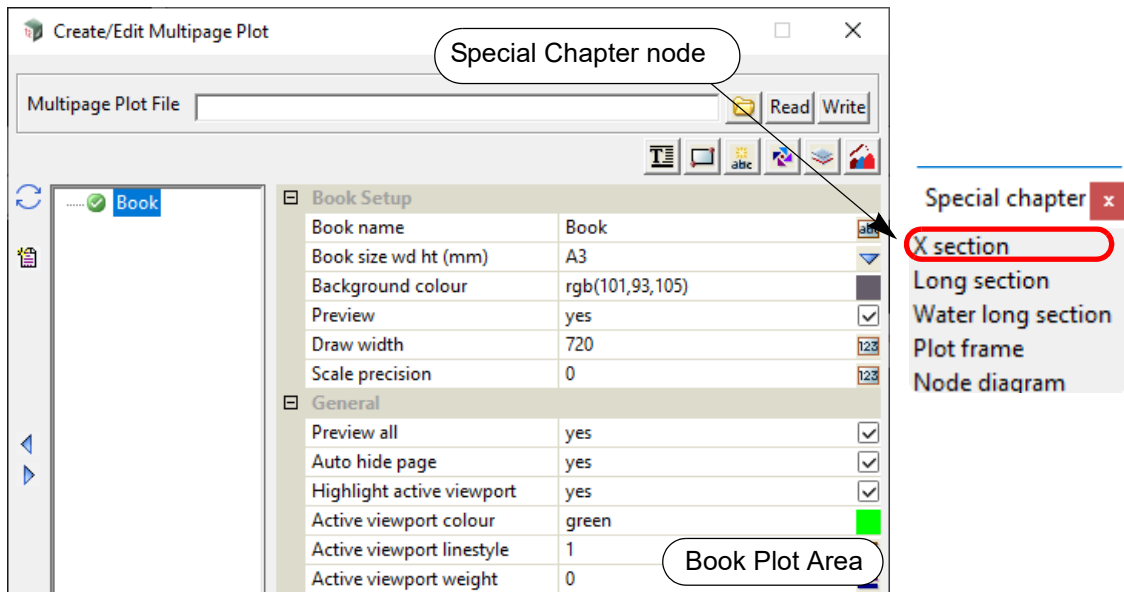 Create/Edit Multipage Plot
Special Chapter node
Multipage Plot File Read Write
abc
Book
Book Setup
Book name Book abc
Book size wd ht (mm) A3
Background colour rgb(101,93,105)
Preview yes
Draw width 720 123
Scale precision 0 123
General
Preview all yes
Auto hide page yes
Highlight active viewport yes
Active viewport colour green
Active viewport linestyle 1
Active viewport weight 0
Book Plot Area
Special chapter x
X section
Long section
Water long section
Plot frame
Node diagram